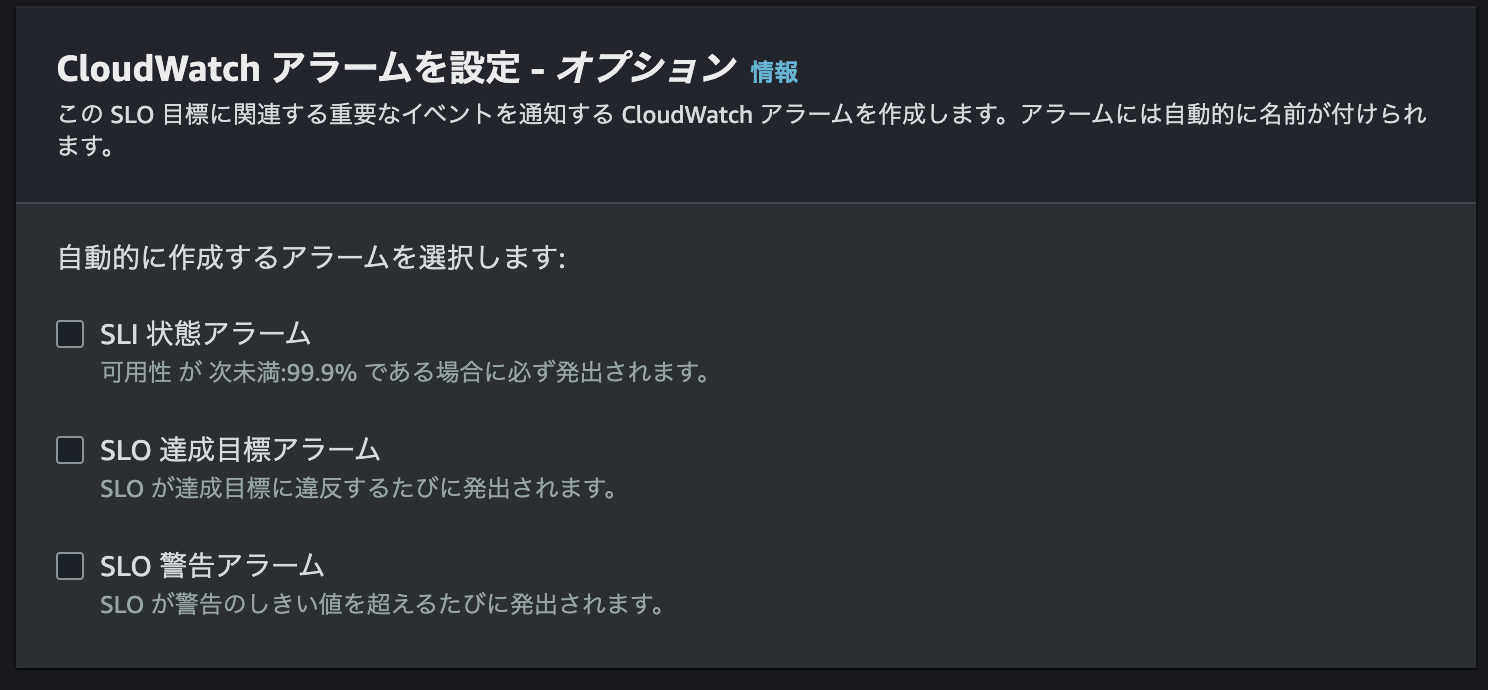 CloudWatch アラームを設定 - オプション 情報
この SLO 目標に関連する重要なイベントを通知する CloudWatch アラームを作成します。アラームには自動的に名前が付けられ
ます。
自動的に作成するアラームを選択します:
SLI 状態アラーム
可用性 が 次未満:99.9% である場合に必ず発出されます。
SLO 達成目標アラーム
SLO が達成目標に違反するたびに発出されます。
SLO 警告アラーム
SLO が警告のしきい値を超えるたびに発出されます。